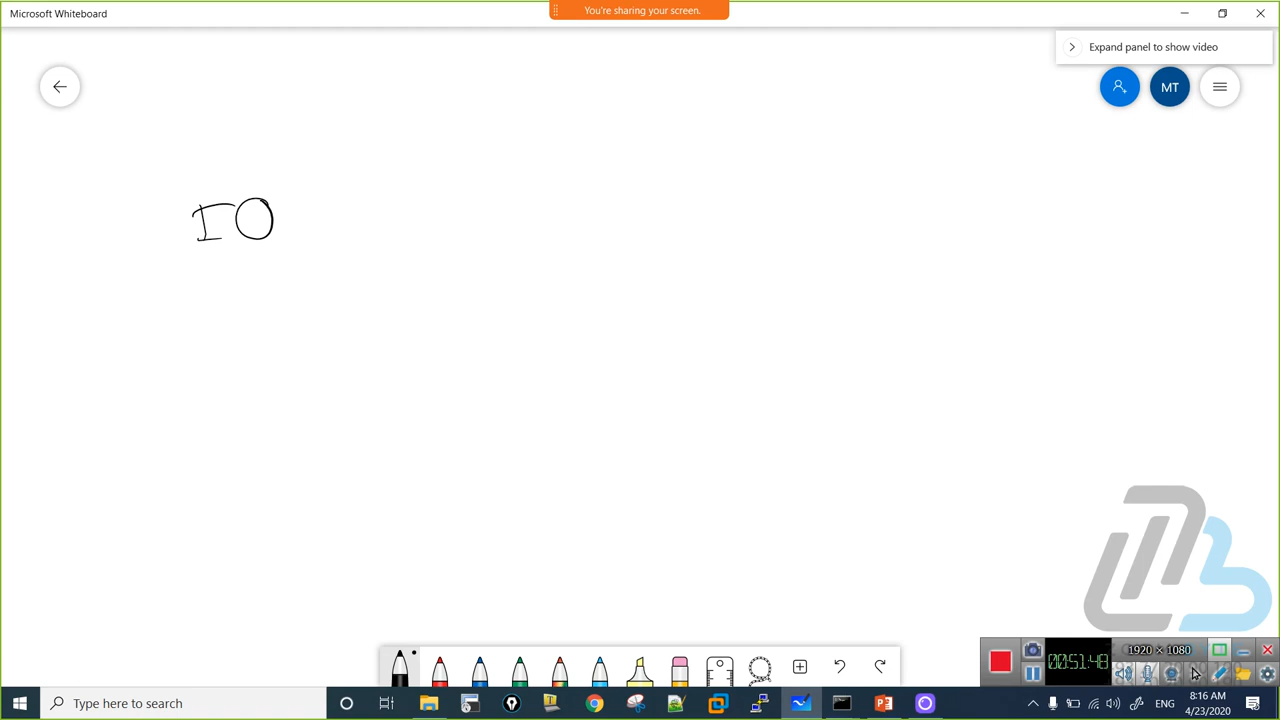 Microsoft Whiteboard
You're sharing your screen.
Expand panel to show video
MT
IO
00:51:48
1920 × 1080
Type here to search
ENG
8:16 AM
4/23/2020